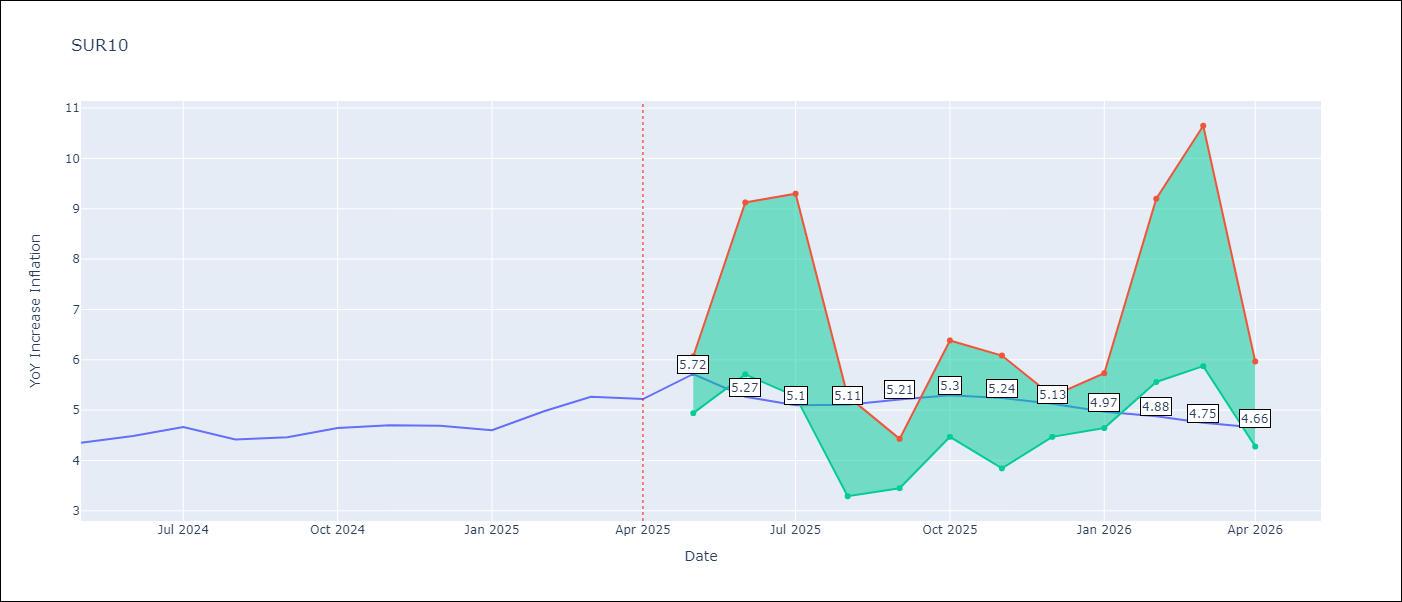 SUR10
YoY Increase Inflation
11
10
9
8
7
6
5
4
3
5.72
5.27
5.1
5.11
5.21
5.3
5.24
5.13
4.97
4.88
4.75
4.66
Jul 2024
Oct 2024
Jan 2025
Apr 2025
Jul 2025
Oct 2025
Jan 2026
Apr 2026
Date